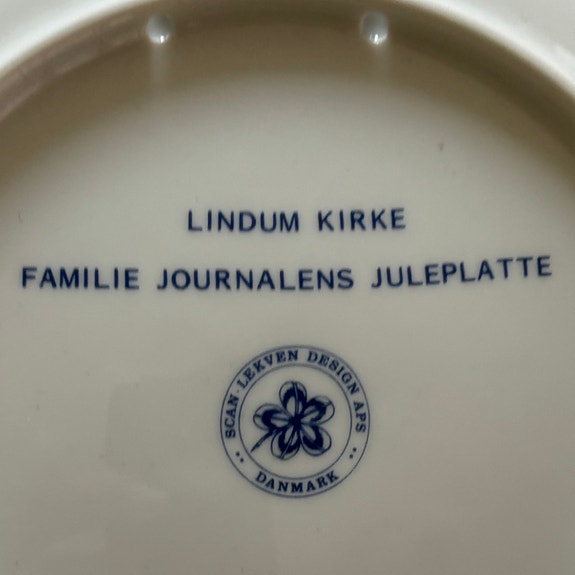 LINDUM KIRKE
FAMILIE JOURNALENS JULEPLATTE
SCAN-LEKVEN DESIGN APS
DANMARK